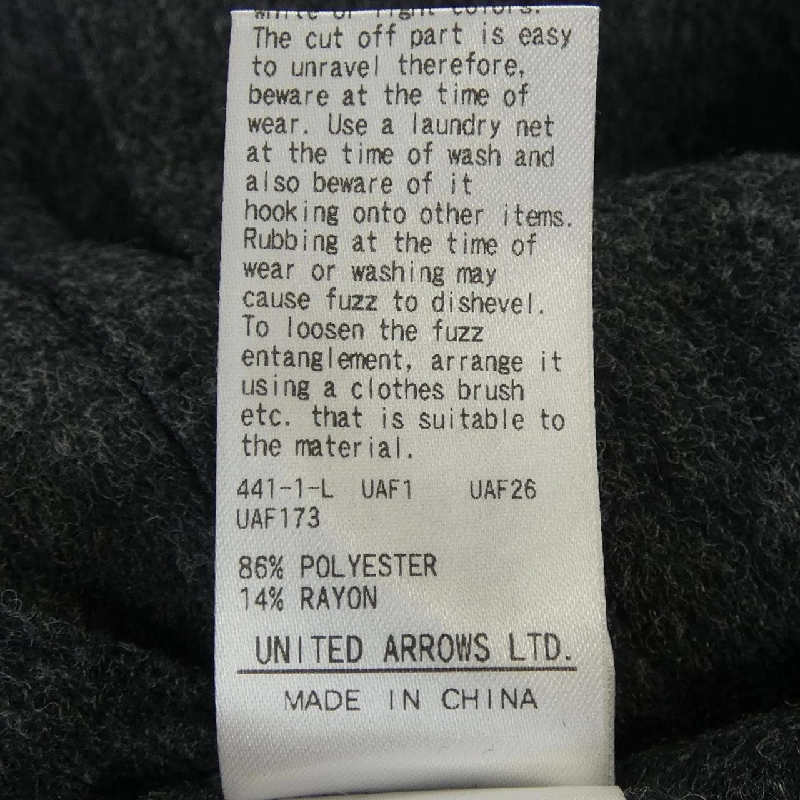 white or light colors.
The cut off part is easy
to unravel therefore,
beware at the time of
wear. Use a laundry net
at the time of wash and
also beware of it
hooking onto other items.
Rubbing at the time of
wear or washing may
cause fuzz to dishevel.
To loosen the fuzz
entanglement, arrange it
using a clothes brush
etc. that is suitable to
the material.
441-1-L UAF1 UAF26
UAF173
86% POLYESTER
14% RAYON
UNITED ARROWS LTD.
MADE IN CHINA